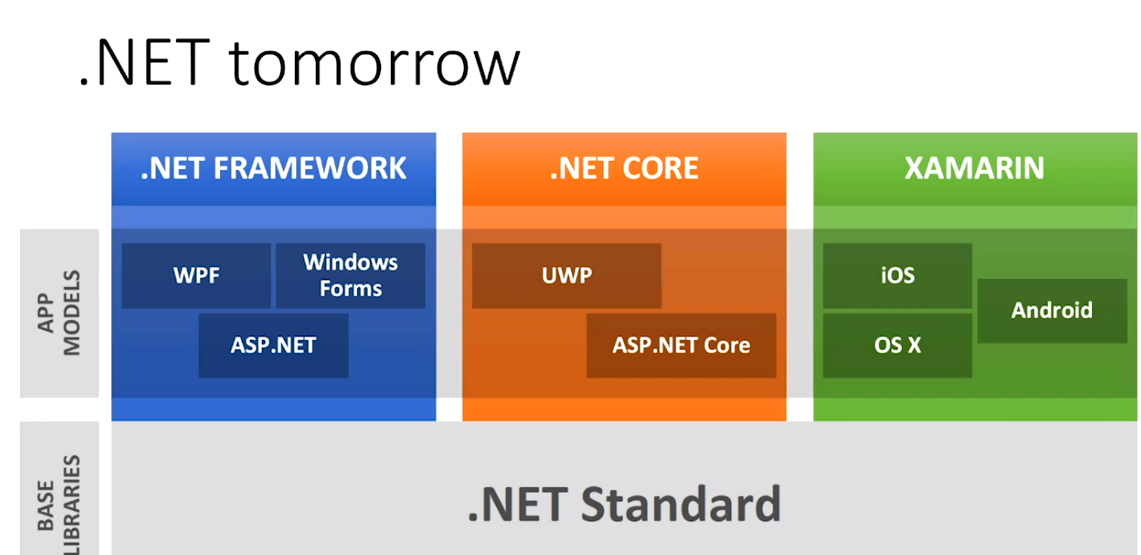 .NET tomorrow
.NET FRAMEWORK
.NET CORE
XAMARIN
APP
MODELS
WPF
Windows
Forms
ASP.NET
UWP
ASP.NET Core
iOS
Android
OS X
BASE
LIBRARIES
.NET Standard